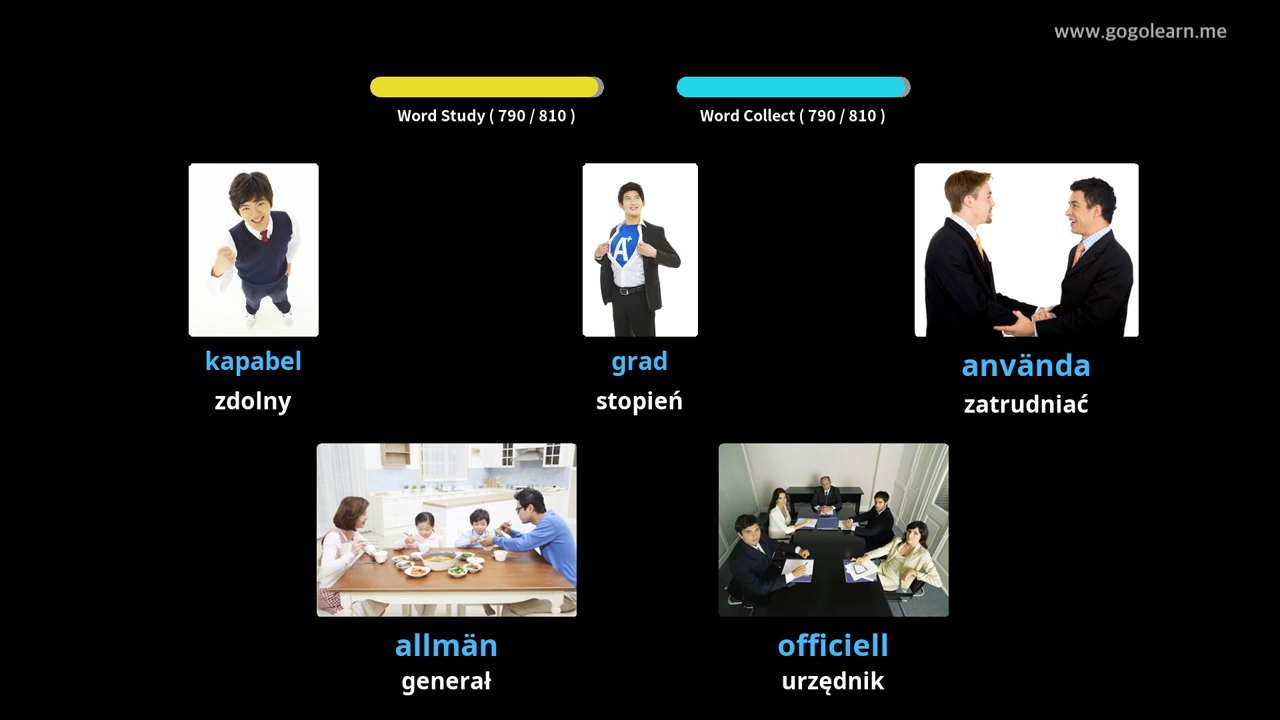 www.gogolearn.me
Word Study ( 790 / 810 )
Word Collect ( 790 / 810 )
A+
kapabel
zdolny
grad
stopień
använda
zatrudniać
allmän
generał
officiell
urzędnik